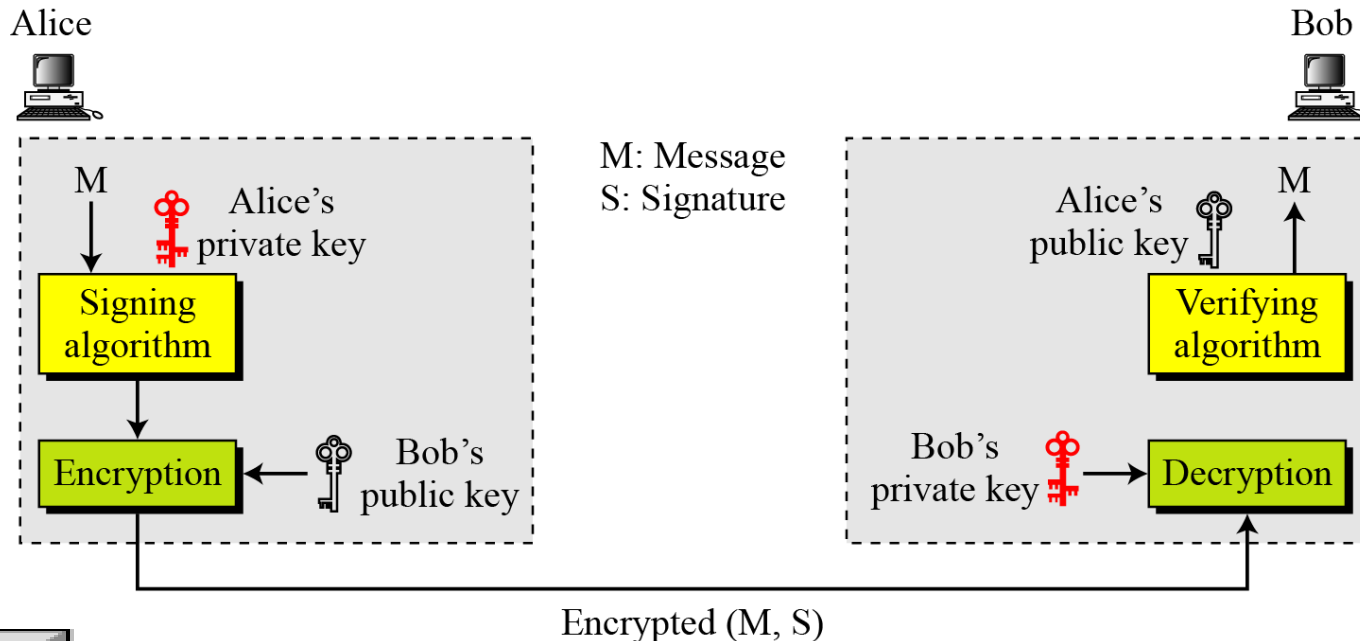 Alice
Bob
M: Message
S: Signature
M
Alice's
private key
Signing
algorithm
Encryption
Bob's
public key
Alice's
public key
M
Verifying
algorithm
Bob's
private key
Decryption
Encrypted (M, S)